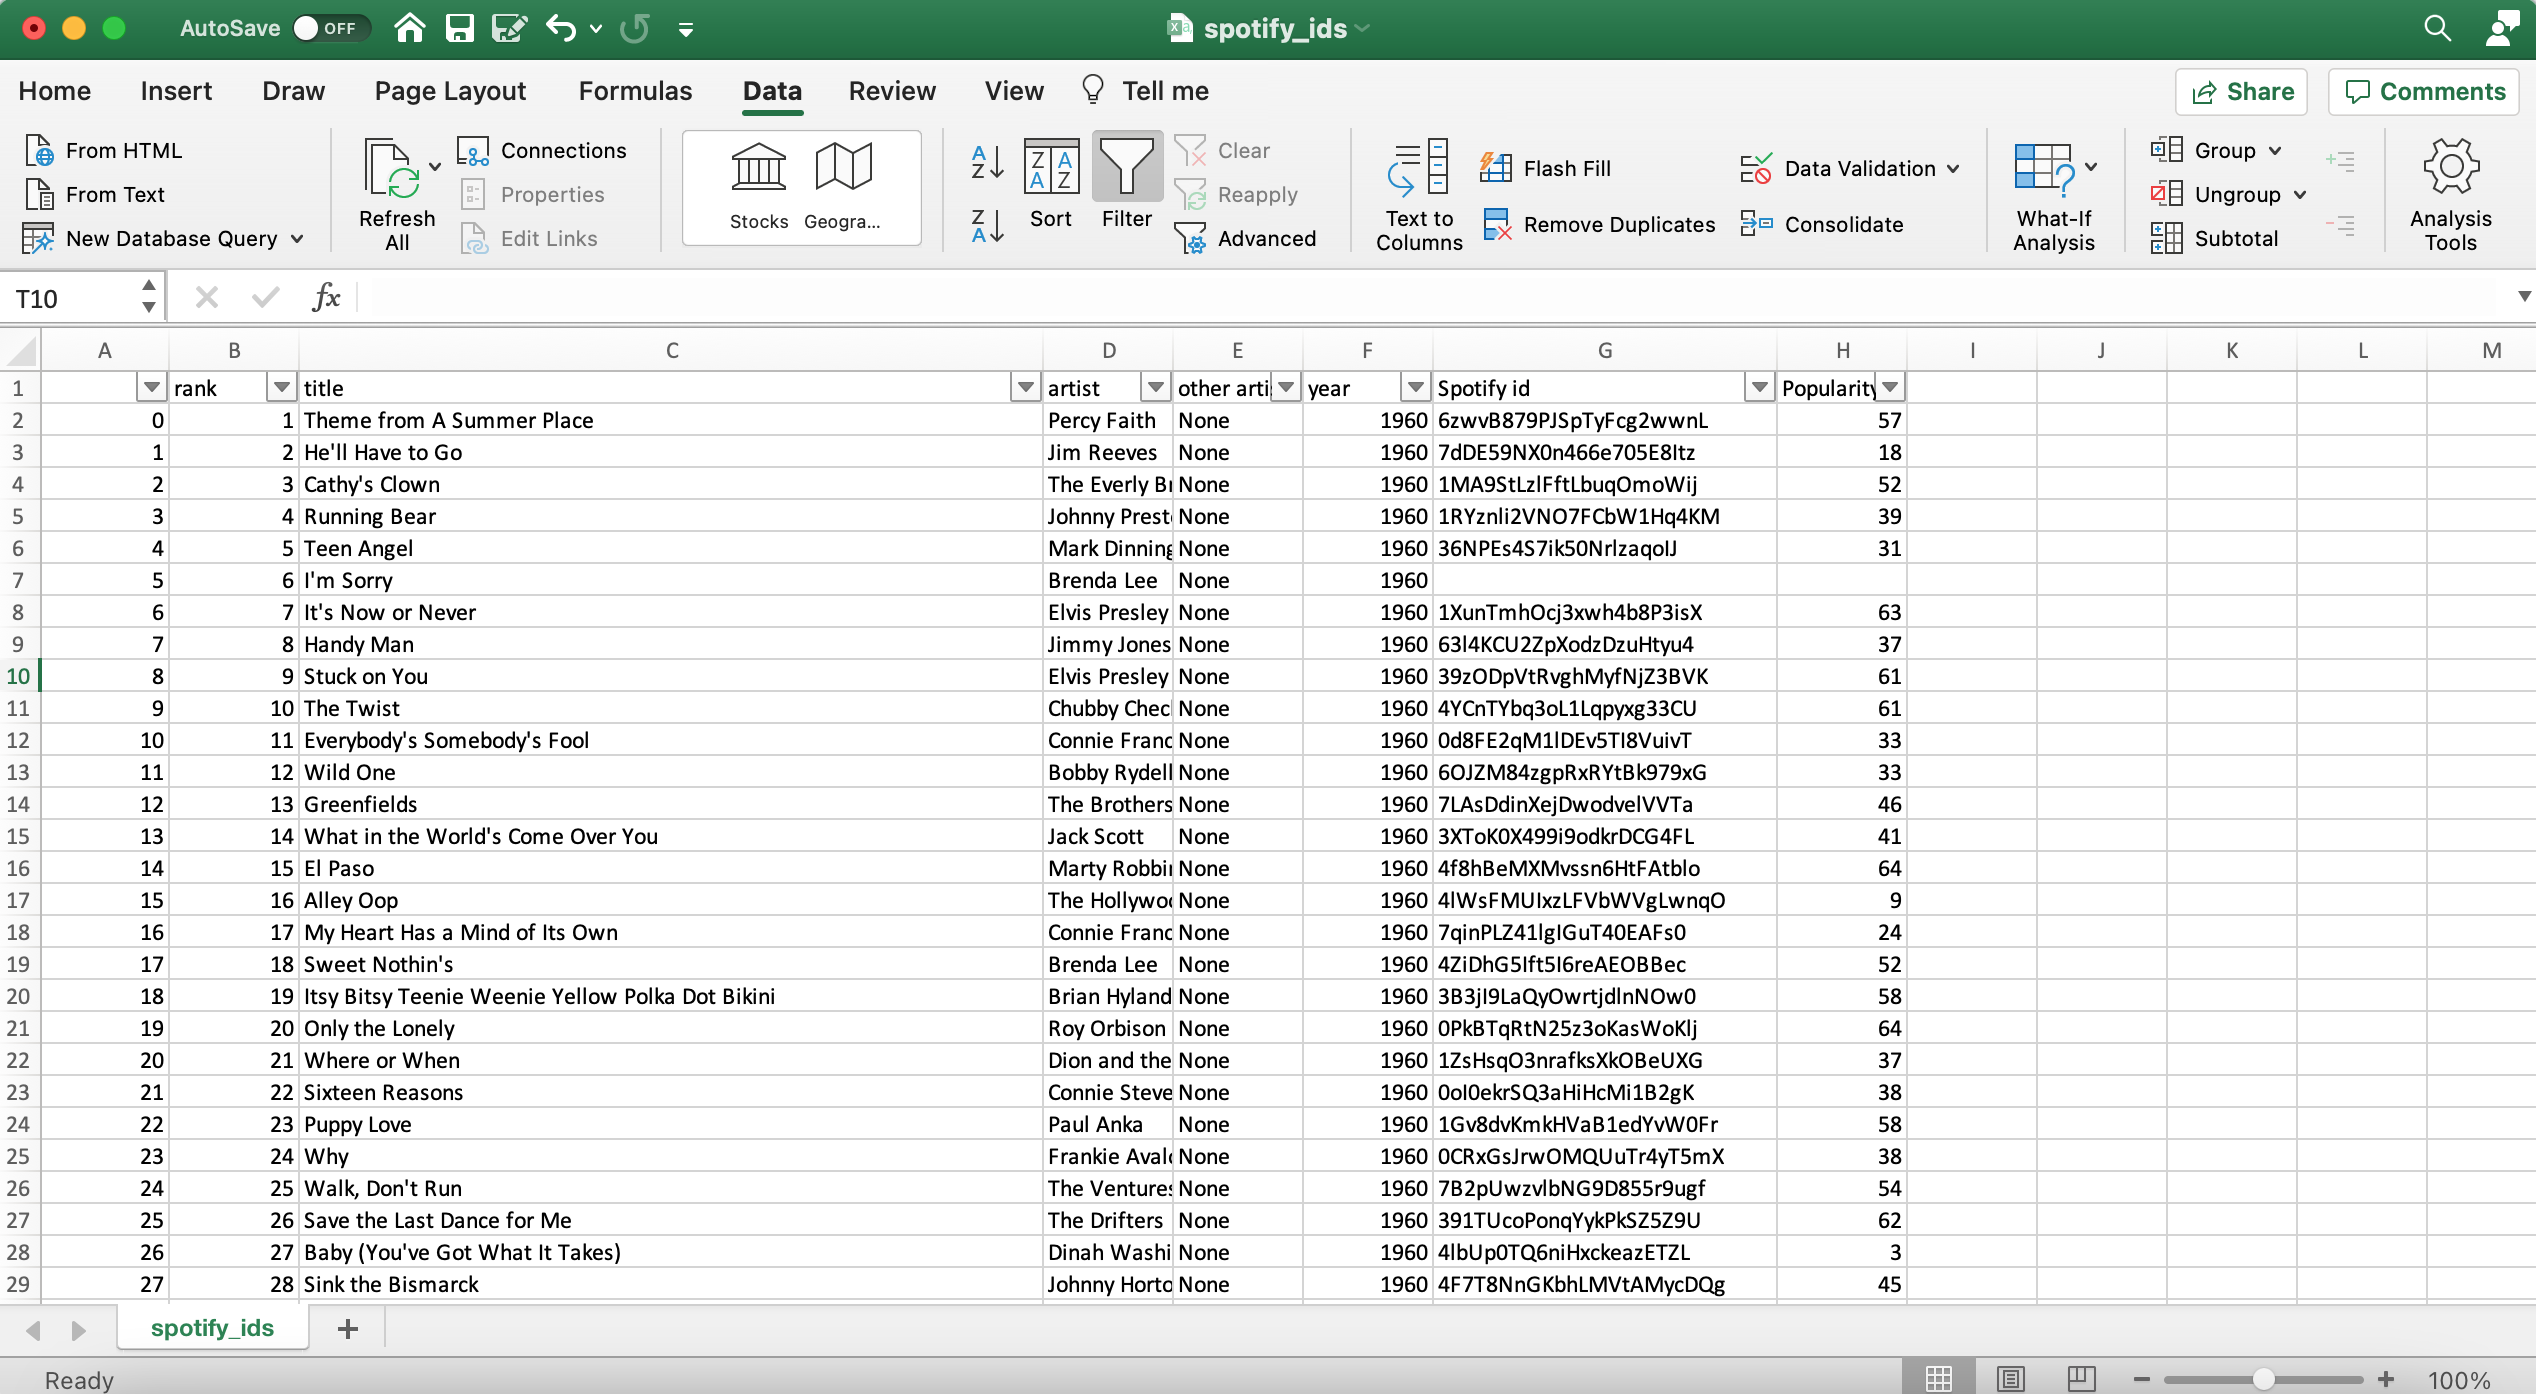 AutoSave OFF spotify_ids
Home Insert Draw Page Layout Formulas Data Review View Tell me Share Comments
From HTML
From Text
New Database Query
Refresh All
Connections
Properties
Edit Links
Stocks Geogra...
Sort
Filter
Clear
Reapply
Advanced
Text to Columns
Flash Fill
Remove Duplicates
Data Validation
Consolidate
What-If Analysis
Group
Ungroup
Subtotal
Analysis Tools
T10 fx
A B C D E F G H I J K L M
1 rank title artist other arti year Spotify id Popularity
2 0 1 Theme from A Summer Place Percy Faith None 1960 6zwvB879PJSpTyFcg2wwnL 57
3 1 2 He'll Have to Go Jim Reeves None 1960 7dDE59NX0n466e705E8Itz 18
4 2 3 Cathy's Clown The Everly Br None 1960 1MA9StLzlFftLbuqOmoWij 52
5 3 4 Running Bear Johnny Prest None 1960 1RYznli2VNO7FCbW1Hq4KM 39
6 4 5 Teen Angel Mark Dinning None 1960 36NPEs4S7ik50NrlzaqoIJ 31
7 5 6 I'm Sorry Brenda Lee None 1960
8 6 7 It's Now or Never Elvis Presley None 1960 1XunTmhOcj3xwh4b8P3isX 63
9 7 8 Handy Man Jimmy Jones None 1960 63l4KCU2ZpXodzDzuHtyu4 37
10 8 9 Stuck on You Elvis Presley None 1960 39zODpVtRvghMyfNjZ3BVK 61
11 9 10 The Twist Chubby Chec None 1960 4YCnTYbq3oL1Lqpyxg33CU 61
12 10 11 Everybody's Somebody's Fool Connie Franc None 1960 0d8FE2qM1lDEv5TI8VuivT 33
13 11 12 Wild One Bobby Rydell None 1960 6OJZM84zgpRxRYtBk979xG 33
14 12 13 Greenfields The Brothers None 1960 7LAsDdinXejDwodvelVVTa 46
15 13 14 What in the World's Come Over You Jack Scott None 1960 3XToK0X499i9odkrDCG4FL 41
16 14 15 El Paso Marty Robbi None 1960 4f8hBeMXMvssn6HtFAtblo 64
17 15 16 Alley Oop The Hollywo None 1960 4lWsFMUIxzLFVbWVgLwnqO 9
18 16 17 My Heart Has a Mind of Its Own Connie Franc None 1960 7qinPLZ41lgIGuT40EAFs0 24
19 17 18 Sweet Nothin's Brenda Lee None 1960 4ZiDhG5Ift5I6reAEOBBec 52
20 18 19 Itsy Bitsy Teenie Weenie Yellow Polka Dot Bikini Brian Hyland None 1960 3B3jI9LaQyOwrtjdlnNOw0 58
21 19 20 Only the Lonely Roy Orbison None 1960 0PkBTqRtN25z3oKasWoKlj 64
22 20 21 Where or When Dion and the None 1960 1ZsHsqO3nrafksXkOBeUXG 37
23 21 22 Sixteen Reasons Connie Steve None 1960 0oI0ekrSQ3aHiHcMi1B2gK 38
24 22 23 Puppy Love Paul Anka None 1960 1Gv8dvKmkHVaB1edYvW0Fr 58
25 23 24 Why Frankie Aval None 1960 0CRxGsJrwOMQUuTr4yT5mX 38
26 24 25 Walk, Don't Run The Ventures None 1960 7B2pUwzvlbNG9D855r9ugf 54
27 25 26 Save the Last Dance for Me The Drifters None 1960 391TUcoPonqYykPkSZ5Z9U 62
28 26 27 Baby (You've Got What It Takes) Dinah Washi None 1960 4lbUp0TQ6niHxckeazETZL 3
29 27 28 Sink the Bismarck Johnny Horto None 1960 4F7T8NnGKbhLMVtAMycDQg 45
spotify_ids
Ready 100%